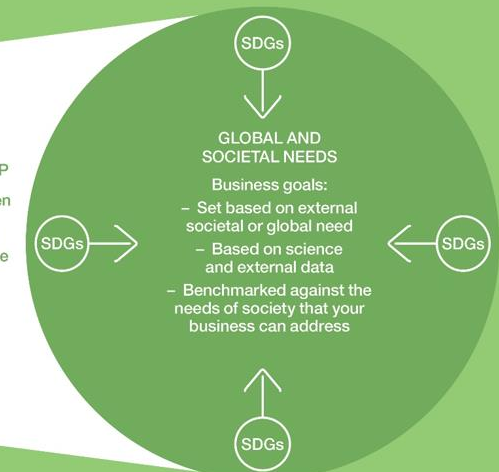 SDGs
GLOBAL AND
SOCIETAL NEEDS
Business goals:
– Set based on external
societal or global need
– Based on science
and external data
– Benchmarked against the
needs of society that your
business can address
SDGs
SDGs
SDGs